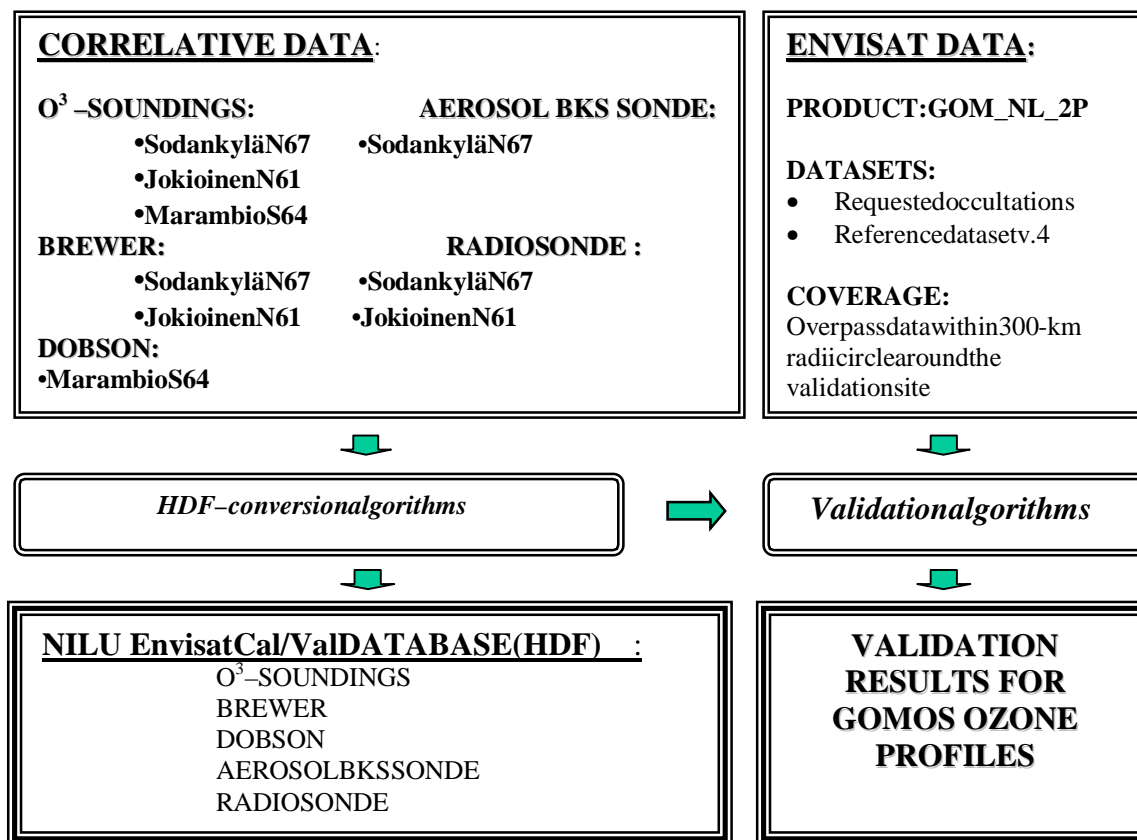 CORRELATIVE DATA:
O³ –SOUNDINGS: AEROSOL BKS SONDE:
•SodankyläN67 •SodankyläN67
•JokioinenN61
•MarambioS64
BREWER: RADIOSONDE :
•SodankyläN67 •SodankyläN67
•JokioinenN61 •JokioinenN61
DOBSON:
•MarambioS64
ENVISAT DATA:
PRODUCT:GOM_NL_2P
DATASETS:
• Requestedoccultations
• Referencedatasetv.4
COVERAGE:
Overpassdatawithin300-km
radiicirclearoundthe
validationsite
HDF–conversionalgorithms
Validationalgorithms
NILU EnvisatCal/ValDATABASE(HDF) :
O³–SOUNDINGS
BREWER
DOBSON
AEROSOLBKSSONDE
RADIOSONDE
VALIDATION
RESULTS FOR
GOMOS OZONE
PROFILES